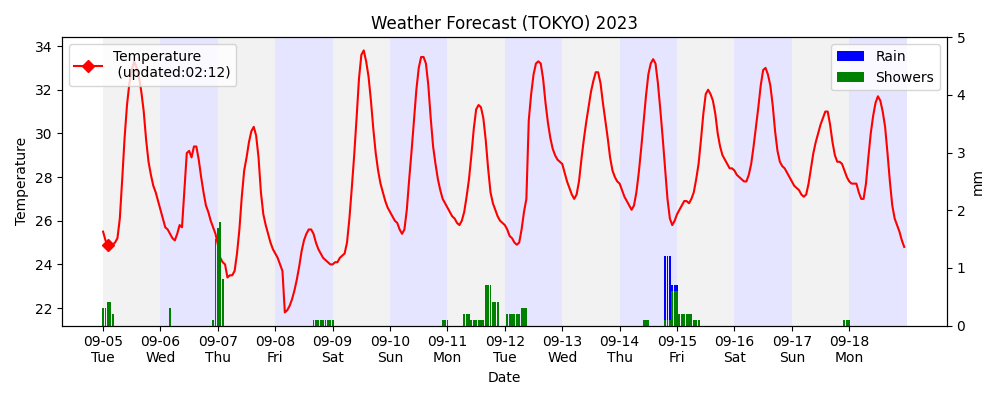 Weather Forecast (TOKYO) 2023
Temperature
(updated:02:12)
Rain
Showers
34
32
30
28
26
24
22
Temperature
5
4
3
2
1
0
mm
09-05 09-06 09-07 09-08 09-09 09-10 09-11 09-12 09-13 09-14 09-15 09-16 09-17 09-18
Tue Wed Thu Fri Sat Sun Mon Tue Wed Thu Fri Sat Sun Mon
Date